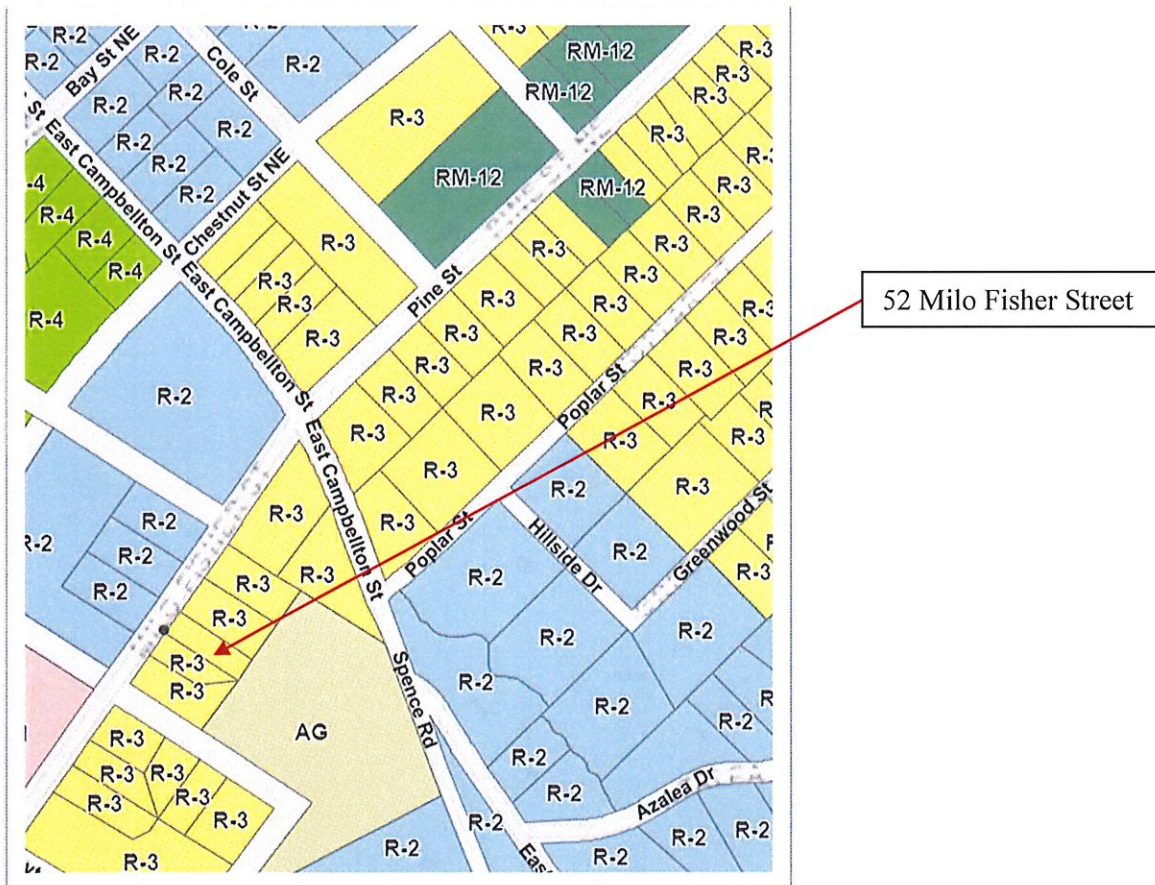 R-2
Bay St NE
R-2
R-2
Cole St
R-2
R-2
R-2
R-2
R-2
R-2
R-2
St
East Campbellton St
Chestnut St NE
R-4
R-4
R-4
R-4
East Campbellton St
R-3
RM-12
RM-12
R-3
RM-12
RM-12
R-3
R-3
R-3
R-3
R-3
R-3
R-3
R-3
R-3
Pine St
R-3
R-3
R-3
R-3
R-3
R-3
R-3
R-3
R-3
R-3
52 Milo Fisher Street
R-2
East Campbellton St
R-3
R-3
R-3
R-3
R-3
Poplar St
R-3
R-3
R-3
R-3
R-3
R-2
R-3
R-3
R-3
R-2
R-2
R-2
R-2
Poplar St
Hillside Dr
R-2
Greenwood St
R-3
R-3
R-3
R-3
R-3
R-3
R-2
R-2
R-2
R-2
R-2
Spence Rd
AG
R-2
R-2
R-2
Azalea Dr
R-3
R-3
R-3
R-3
R-3
R-3
R-3
R-2
R-2
East
R-2
R-2
R-2